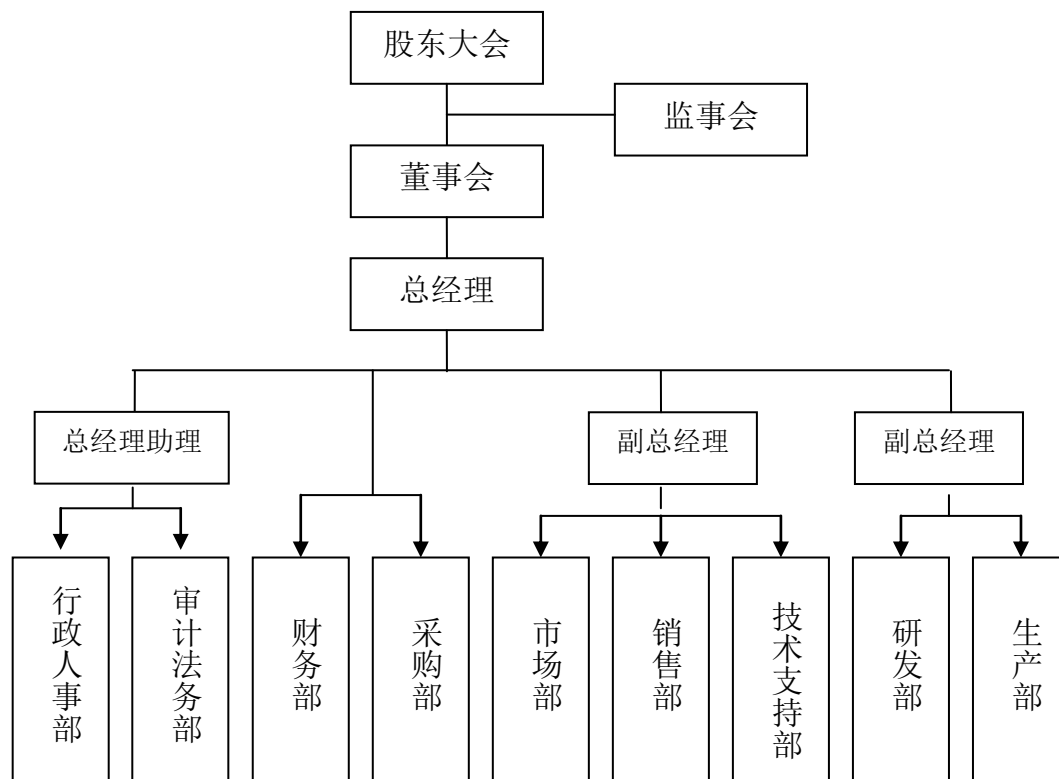 股东大会
监事会
董事会
总经理
总经理助理
副总经理
副总经理
行政人事部
审计法务部
财务部
采购部
市场部
销售部
技术支持部
研发部
生产部